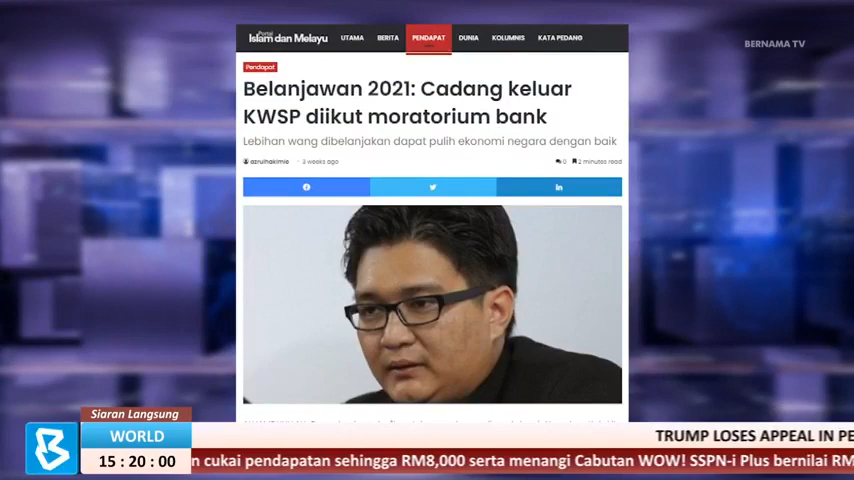 Portal
Islam dan Melayu
UTAMA BERITA PENDAPAT DUNIA KOLUMNIS KATA PEDANG
BERNAMA TV
Pendapat
Belanjawan 2021: Cadang keluar
KWSP diikut moratorium bank
Lebihan wang dibelanjakan dapat pulih ekonomi negara dengan baik
azrulhakimie 3 weeks ago 0 2 minutes read
Siaran Langsung
WORLD
TRUMP LOSES APPEAL IN PE
15 : 20 : 00
n cukai pendapatan sehingga RM8,000 serta menangi Cabutan WOW! SSPN-i Plus bernilai RM